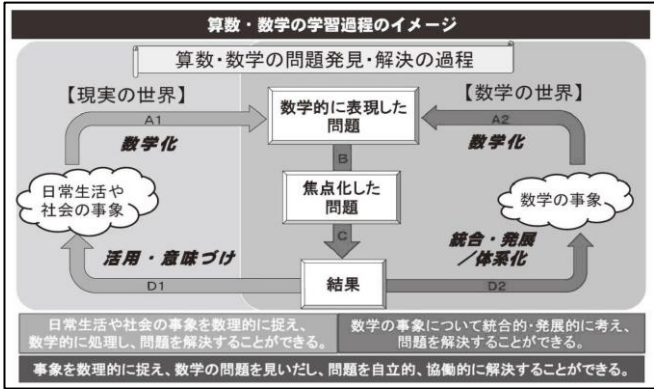 算数・数学の学習過程のイメージ
算数・数学の問題発見・解決の過程
【現実の世界】
【数学の世界】
A1
数学化
数学的に表現した
問題
A2
数学化
B
日常生活や
社会の事象
焦点化した
問題
数学の事象
C
活用・意味づけ
統合・発展
／体系化
D1
結果
D2
日常生活や社会の事象を数理的に捉え、
数学的に処理し、問題を解決することができる。
数学の事象について統合的・発展的に考え、
問題を解決することができる。
事象を数理的に捉え、数学の問題を見いだし、問題を自立的、協働的に解決することができる。